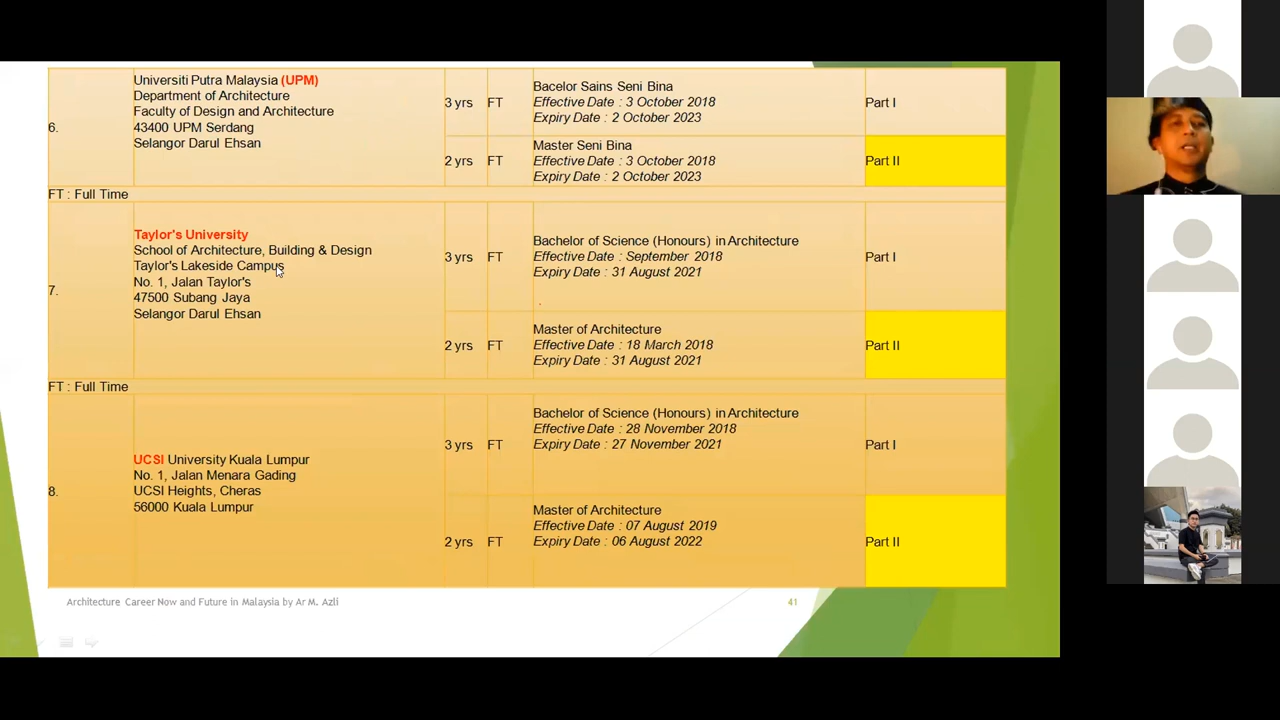 6.
Universiti Putra Malaysia (UPM)
Department of Architecture
Faculty of Design and Architecture
43400 UPM Serdang
Selangor Darul Ehsan
3 yrs
FT
Bacelor Sains Seni Bina
Effective Date : 3 October 2018
Expiry Date : 2 October 2023
Part I
2 yrs
FT
Master Seni Bina
Effective Date : 3 October 2018
Expiry Date : 2 October 2023
Part II
FT : Full Time
7.
Taylor's University
School of Architecture, Building & Design
Taylor's Lakeside Campus
No. 1, Jalan Taylor's
47500 Subang Jaya
Selangor Darul Ehsan
3 yrs
FT
Bachelor of Science (Honours) in Architecture
Effective Date : September 2018
Expiry Date : 31 August 2021
.
Part I
2 yrs
FT
Master of Architecture
Effective Date : 18 March 2018
Expiry Date : 31 August 2021
Part II
FT : Full Time
8.
UCSI University Kuala Lumpur
No. 1, Jalan Menara Gading
UCSI Heights, Cheras
56000 Kuala Lumpur
3 yrs
FT
Bachelor of Science (Honours) in Architecture
Effective Date : 28 November 2018
Expiry Date : 27 November 2021
Part I
2 yrs
FT
Master of Architecture
Effective Date : 07 August 2019
Expiry Date : 06 August 2022
Part II
Architecture Career Now and Future in Malaysia by Ar M. Azli
41